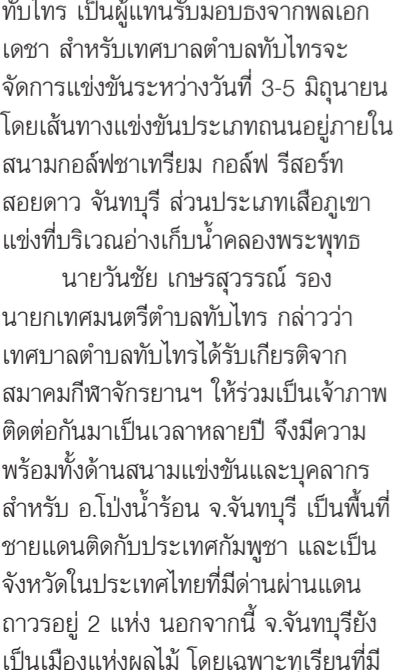 ทับไทร เป็นผู้แทนรับมอบธงจากพลเอก
เดชา สำหรับเทศบาลตำบลทับไทรจะ
จัดการแข่งขันระหว่างวันที่ 3-5 มิถุนายน
โดยเส้นทางแข่งขันประเภทถนนอยู่ภายใน
สนามกอล์ฟชาเทรียม กอล์ฟ รีสอร์ท
สอยดาว จันทบุรี ส่วนประเภทเสือภูเขา
แข่งที่บริเวณอ่างเก็บน้ำคลองพระพุทธ
นายวันชัย เกษรสุวรรณ์ รอง
นายกเทศมนตรีตำบลทับไทร กล่าวว่า
เทศบาลตำบลทับไทรได้รับเกียรติจาก
สมาคมกีฬาจักรยานฯ ให้ร่วมเป็นเจ้าภาพ
ติดต่อกันมาเป็นเวลาหลายปี จึงมีความ
พร้อมทั้งด้านสนามแข่งขันและบุคลากร
สำหรับ อ.โป่งน้ำร้อน จ.จันทบุรี เป็นพื้นที่
ชายแดนติดกับประเทศกัมพูชา และเป็น
จังหวัดในประเทศไทยที่มีด่านผ่านแดน
ถาวรอยู่ 2 แห่ง นอกจากนี้ จ.จันทบุรียัง
เป็นเมืองแห่งผลไม้ โดยเฉพาะทุเรียนที่มี